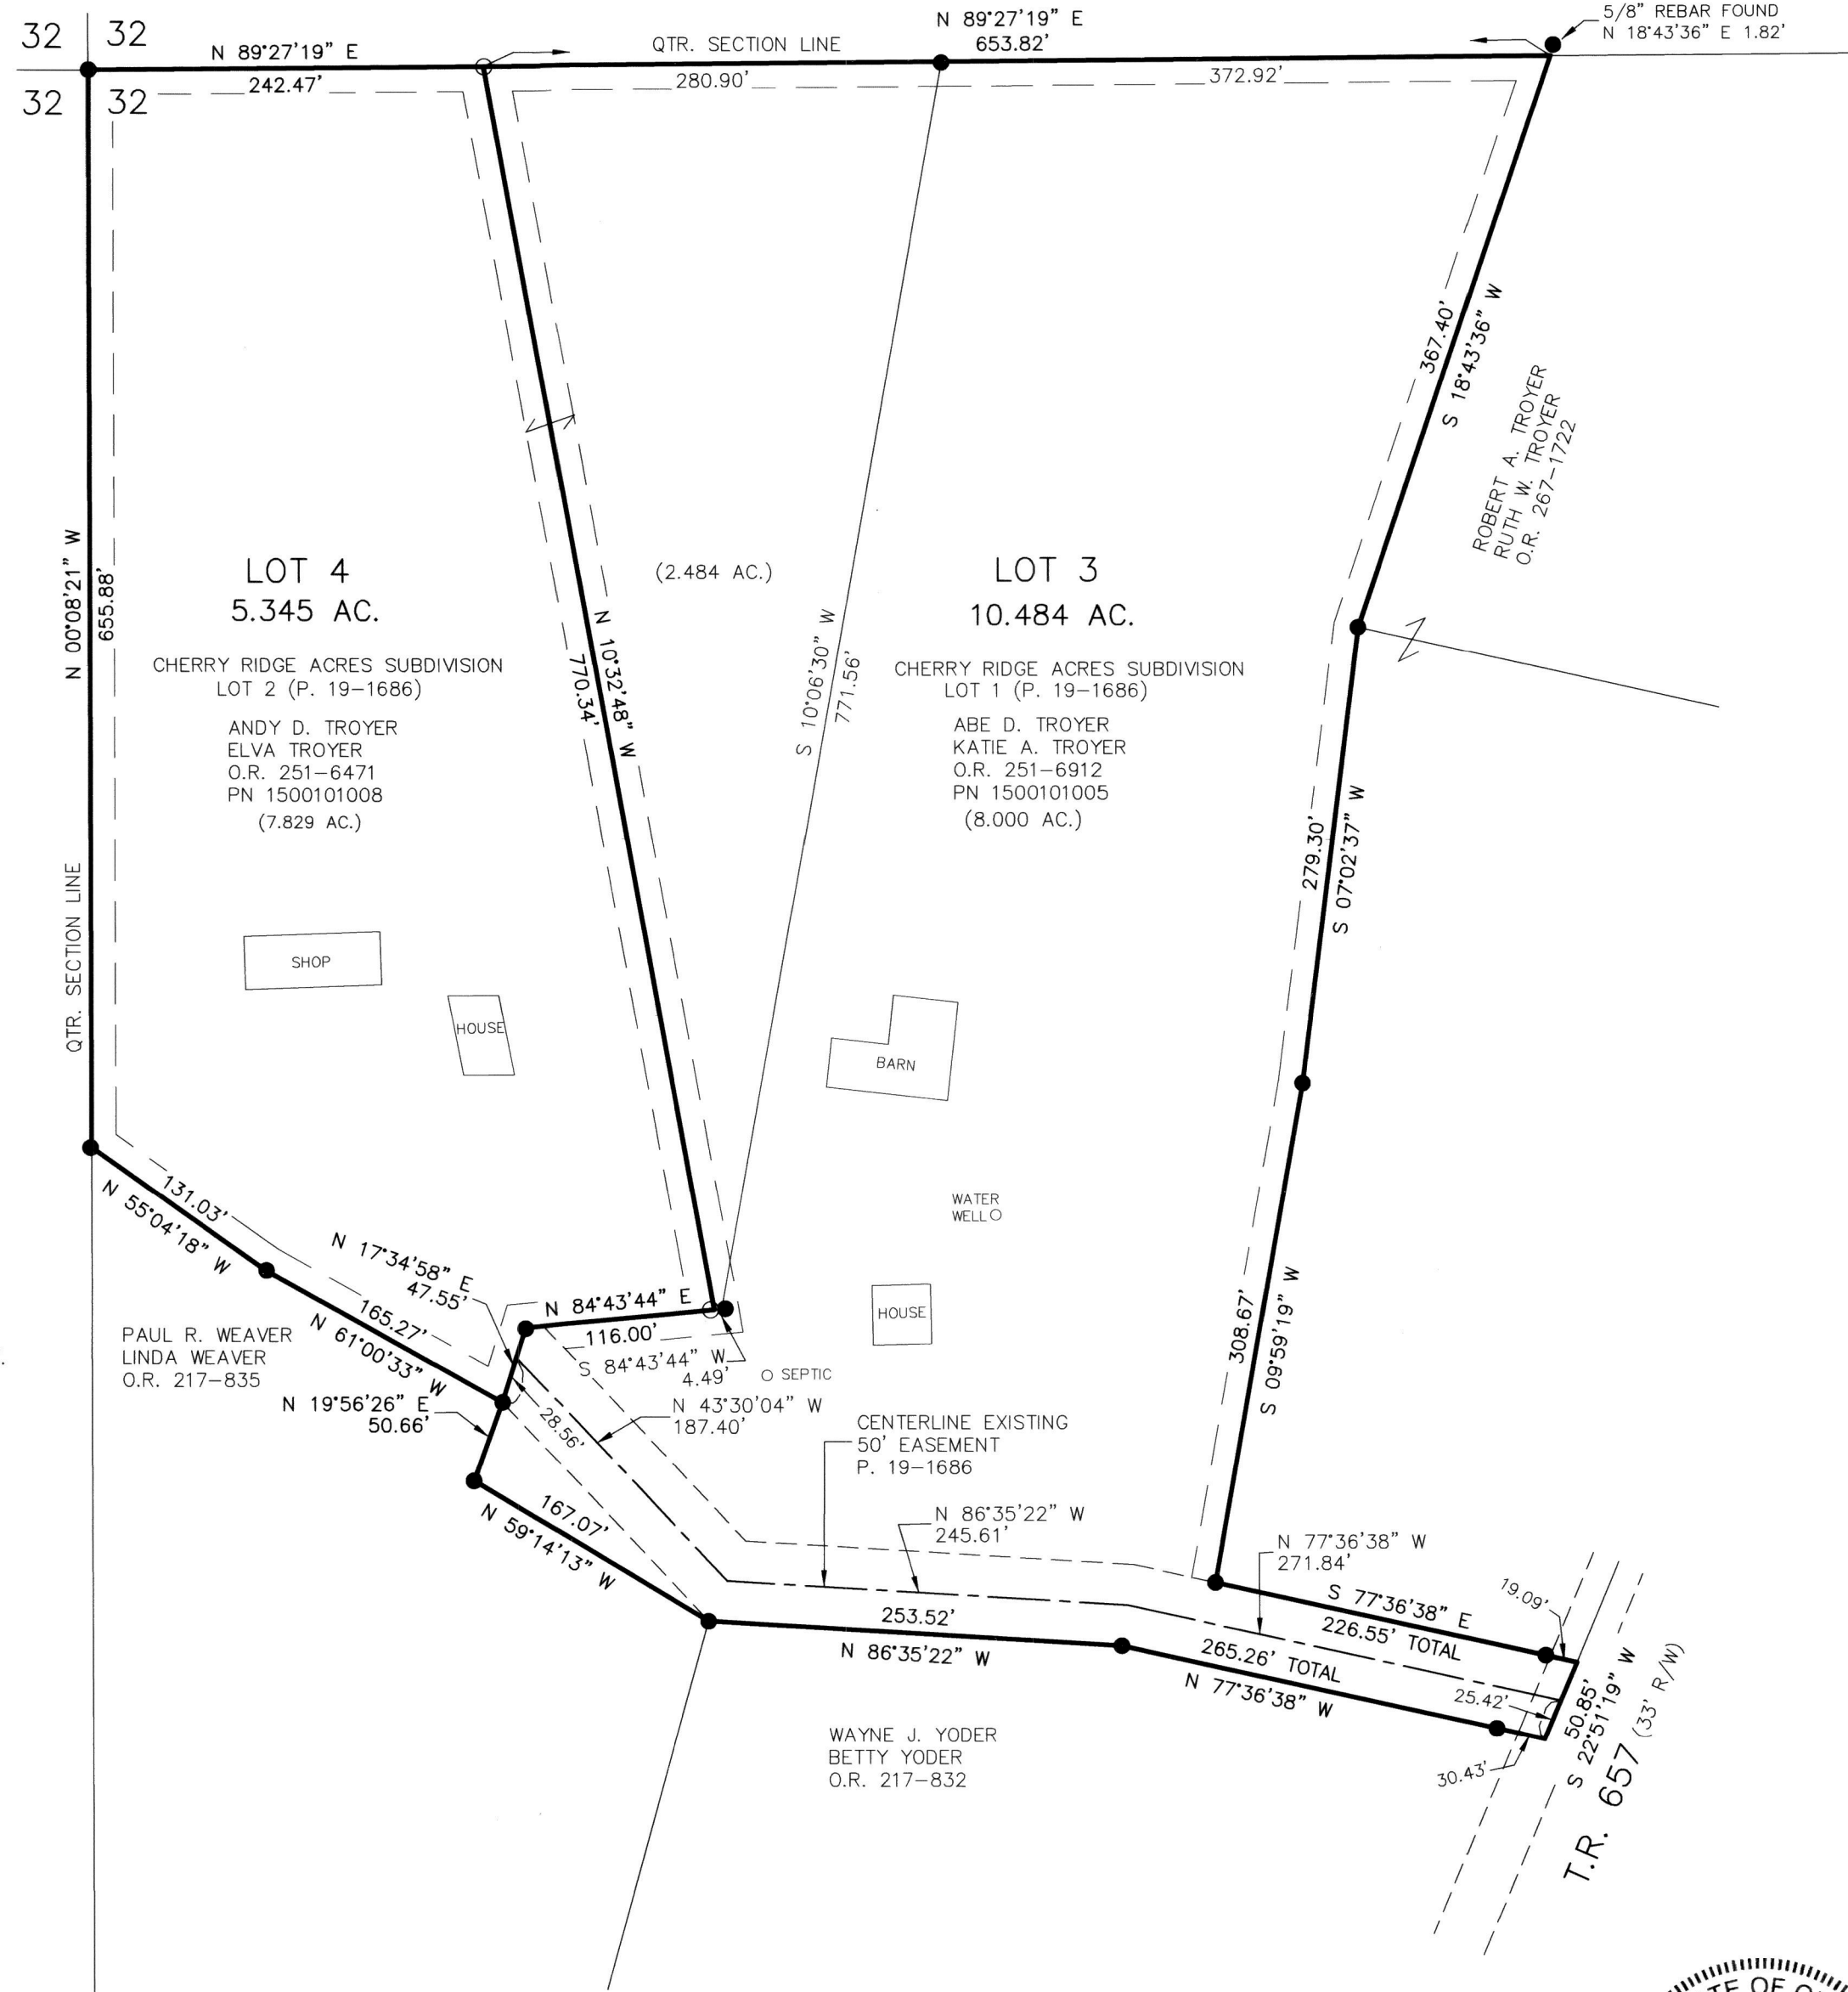 5/8" REBAR FOUND
N 18°43'36" E 1.82'
N 89°27'19" E
653.82'
32
32
N 89°27'19" E
QTR. SECTION LINE
242.47'
280.90'
372.92'
32
32
367.40'
S 18°43'36" W
ROBERT A. TROYER
RUTH W. TROYER
O.R. 267-1722
N 00°08'21" W
655.88'
LOT 4
5.345 AC.
CHERRY RIDGE ACRES SUBDIVISION
LOT 2 (P. 19-1686)
ANDY D. TROYER
ELVA TROYER
O.R. 251-6471
PN 1500101008
(7.829 AC.)
(2.484 AC.)
N 10°32'48" W
770.34'
S 10°06'30" W
771.56'
LOT 3
10.484 AC.
CHERRY RIDGE ACRES SUBDIVISION
LOT 1 (P. 19-1686)
ABE D. TROYER
KATIE A. TROYER
O.R. 251-6912
PN 1500101005
(8.000 AC.)
279.30'
S 07°02'37" W
QTR. SECTION LINE
SHOP
HOUSE
BARN
WATER
WELL
HOUSE
131.03'
N 55°04'18" W
N 17°34'58" E
47.55'
N 84°43'44" E
116.00'
S 84°43'44" W
4.49'
SEPTIC
165.27'
N 61°00'33" W
PAUL R. WEAVER
LINDA WEAVER
O.R. 217-835
308.67'
S 09°59'19" W
N 19°56'26" E
50.66'
28.56'
N 43°30'04" W
187.40'
CENTERLINE EXISTING
50' EASEMENT
P. 19-1686
167.07'
N 59°14'13" W
N 86°35'22" W
245.61'
N 77°36'38" W
271.84'
S 77°36'38" E
226.55' TOTAL
19.09'
253.52'
N 86°35'22" W
265.26' TOTAL
N 77°36'38" W
25.42'
50.85'
S 22°51'19" W
30.43'
T.R. 657 (33' R/W)
WAYNE J. YODER
BETTY YODER
O.R. 217-832
TE OF O